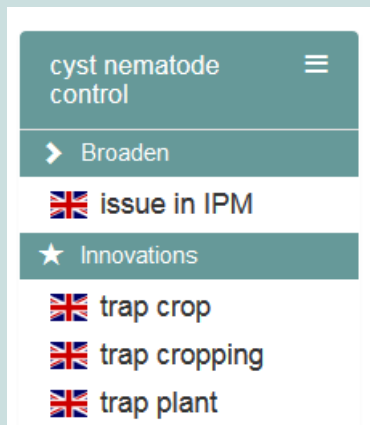 cyst nematode
control
Broaden
issue in IPM
Innovations
trap crop
trap cropping
trap plant